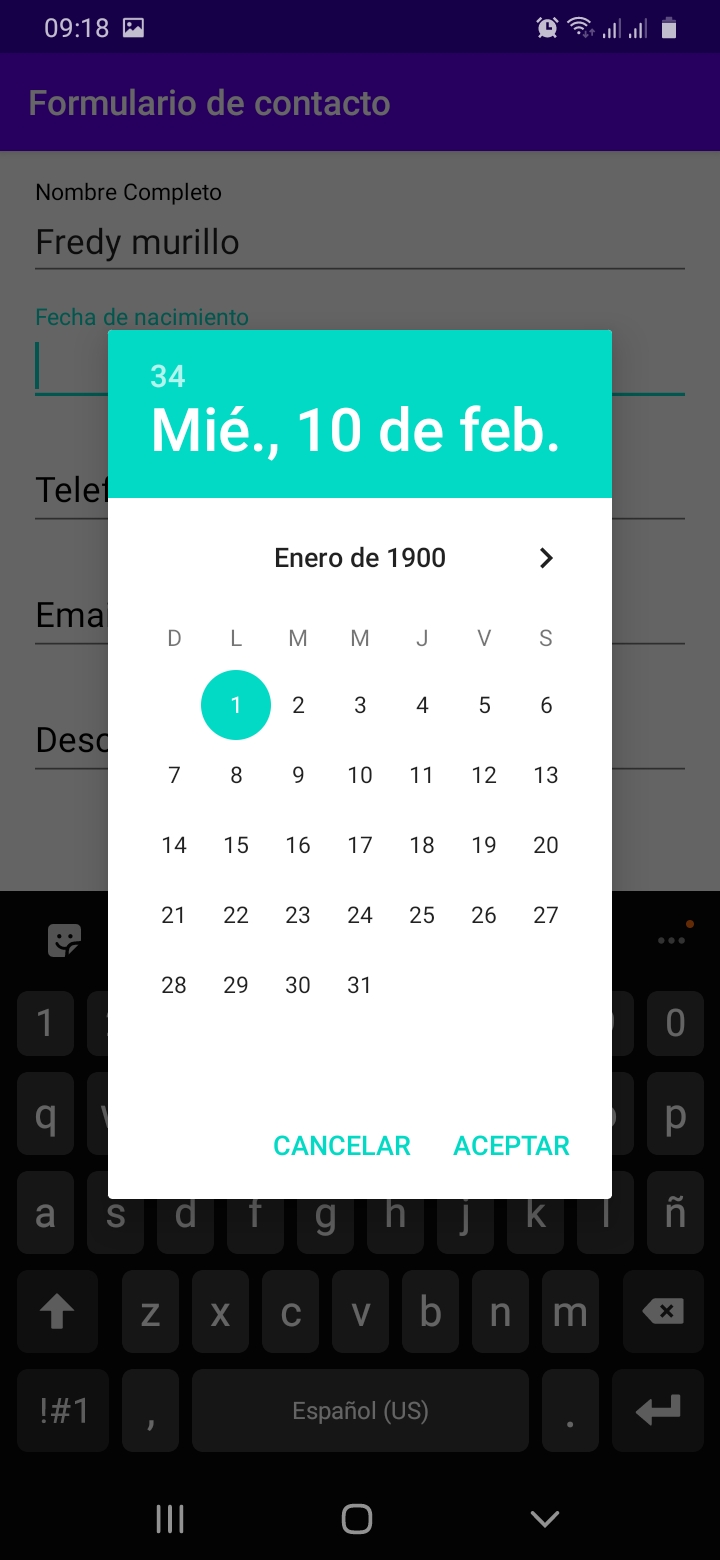 09:18
Formulario de contacto
Nombre Completo
Fredy murillo
Fecha de nacimiento
34
Mié., 10 de feb.
Enero de 1900
D L M M J V S
1 2 3 4 5 6
7 8 9 10 11 12 13
14 15 16 17 18 19 20
21 22 23 24 25 26 27
28 29 30 31
CANCELAR ACEPTAR
1 0
q p
a s d f g h j k l ñ
z x c v b n m
!#1 , Español (US) .